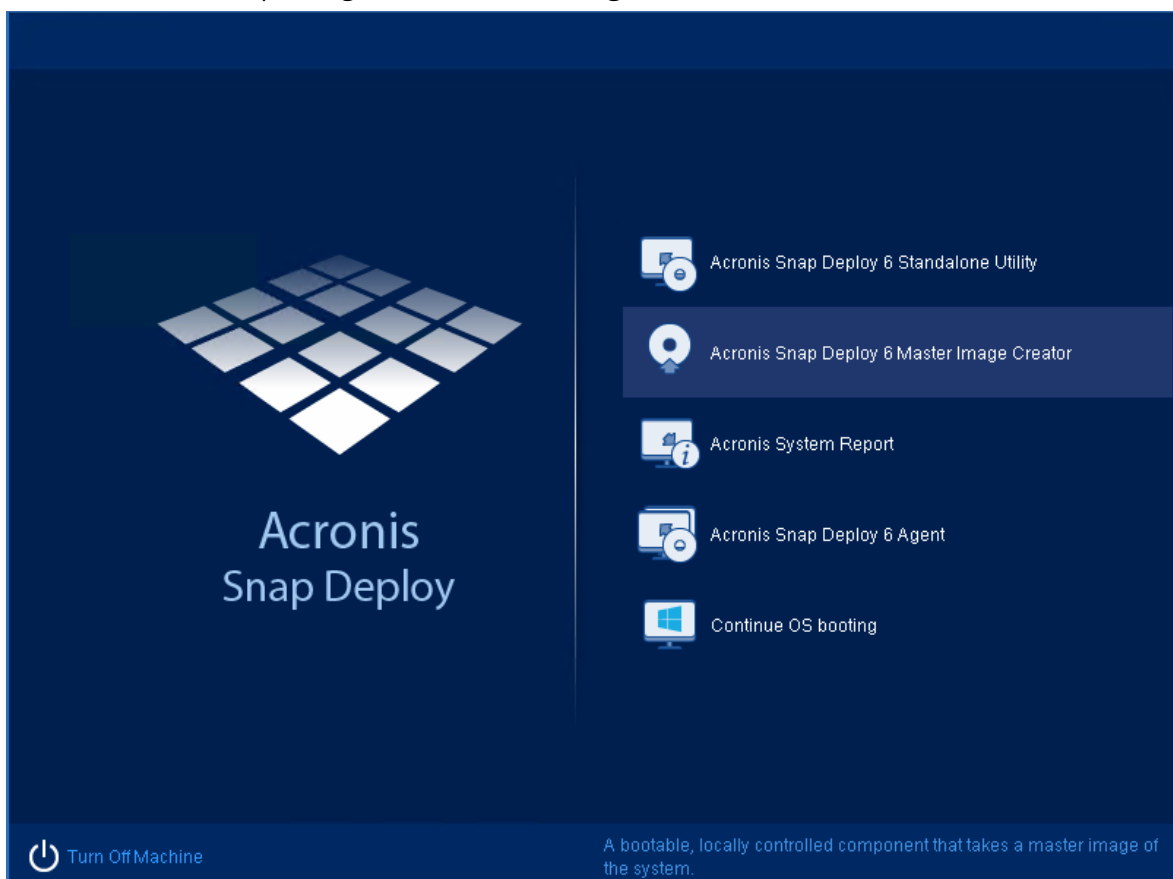 Acronis Snap Deploy 6 Standalone Utility
Acronis Snap Deploy 6 Master Image Creator
Acronis System Report
Acronis Snap Deploy 6 Agent
Continue OS booting
Acronis
Snap Deploy
Turn Off Machine
A bootable, locally controlled component that takes a master image of
the system.